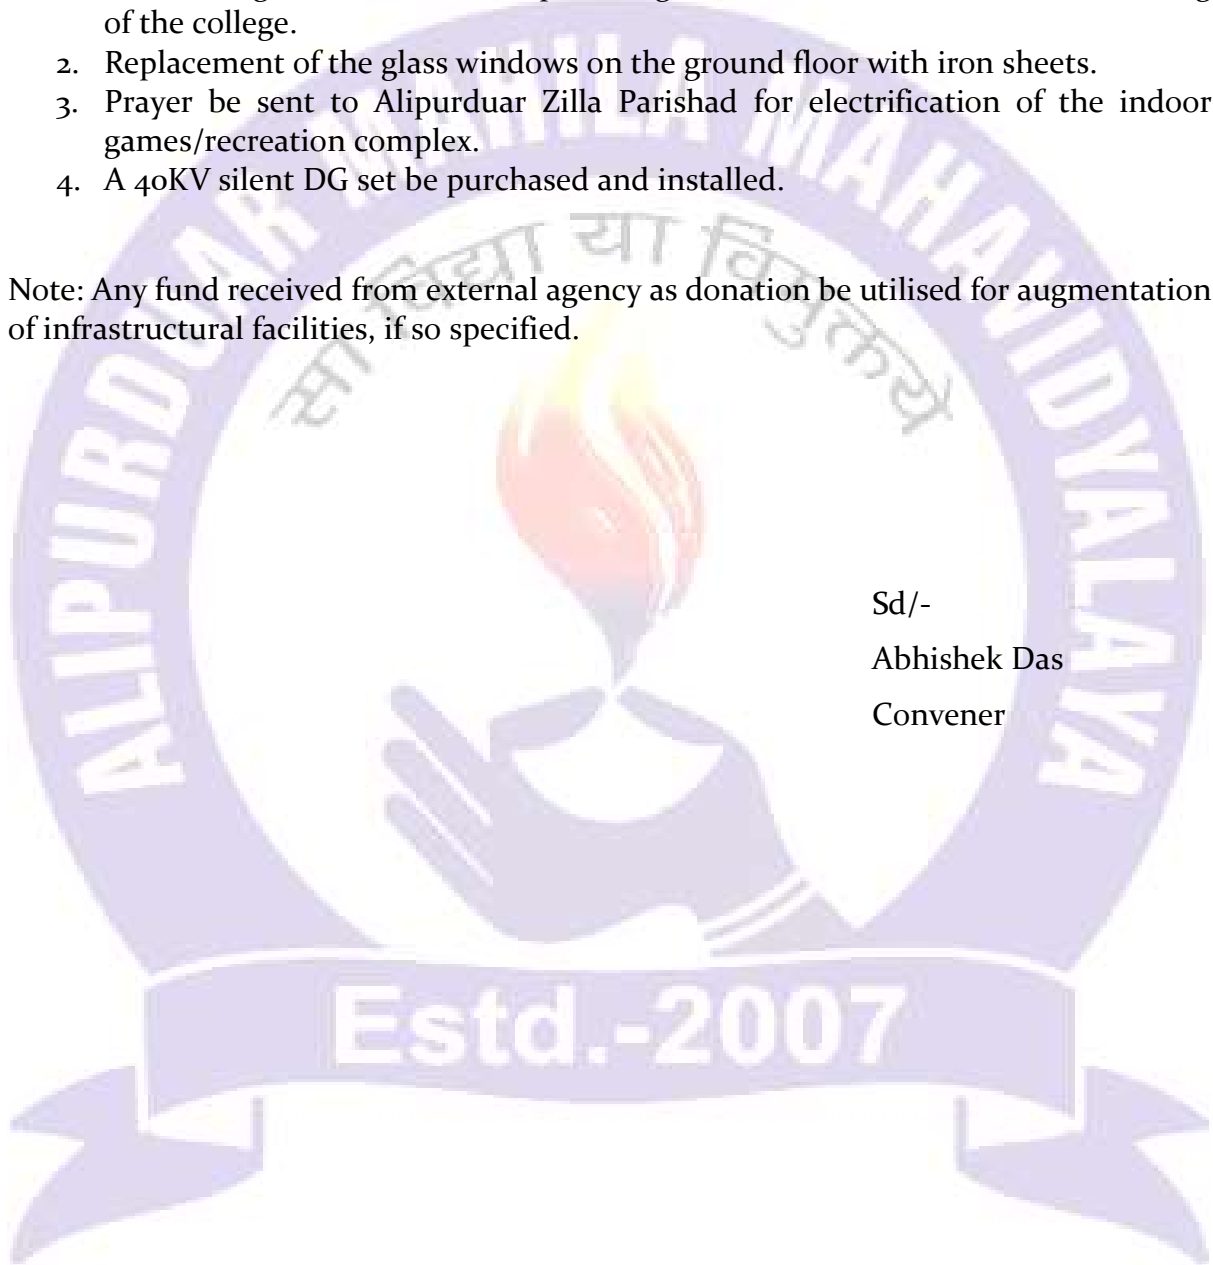 of the college.
2. Replacement of the glass windows on the ground floor with iron sheets.
3. Prayer be sent to Alipurduar Zilla Parishad for electrification of the indoor
games/recreation complex.
4. A 40KV silent DG set be purchased and installed.
Note: Any fund received from external agency as donation be utilised for augmentation
of infrastructural facilities, if so specified.
Sd/-
Abhishek Das
Convener
ALIPURDUAR MAHILA MAHAVIDYALAYA
सा विद्या या विमुक्तये
Estd.-2007